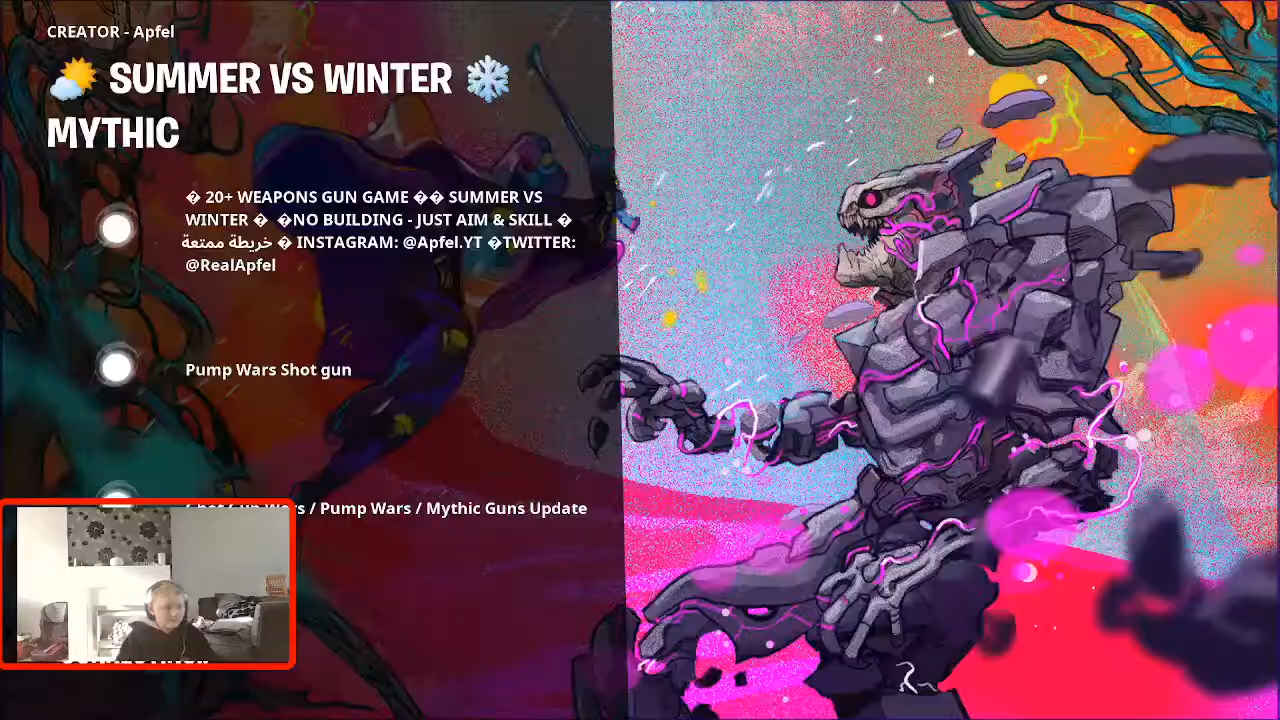 CREATOR - Apfel
SUMMER VS WINTER
MYTHIC
� 20+ WEAPONS GUN GAME �� SUMMER VS
WINTER � �NO BUILDING - JUST AIM & SKILL �
خريطة ممتعة � INSTAGRAM: @Apfel.YT �TWITTER:
@RealApfel
Pump Wars Shot gun
/ Pump Wars / Mythic Guns Update